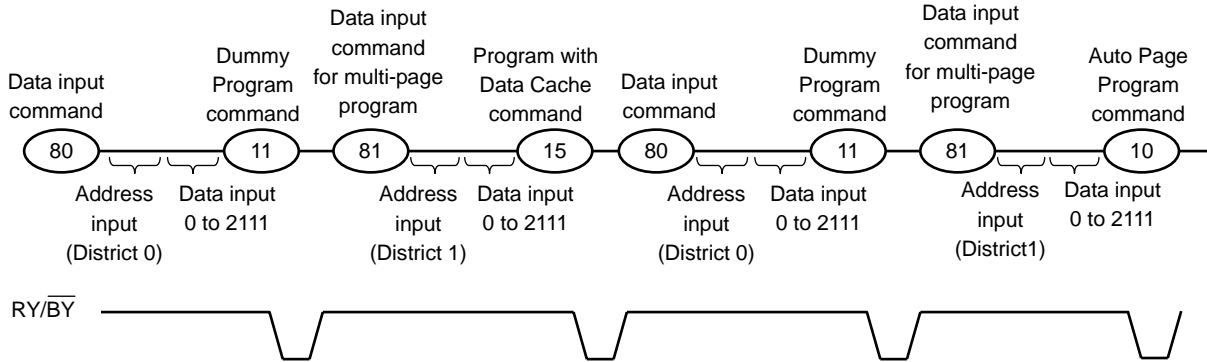 Data input
command
80
Address
input
(District 0)
Data input
0 to 2111
Dummy
Program
command
11
Data input
command
for multi-page
program
81
Address
input
(District 1)
Data input
0 to 2111
Program with
Data Cache
command
15
Data input
command
80
Address
input
(District 0)
Data input
0 to 2111
Dummy
Program
command
11
Data input
command
for multi-page
program
81
Address
input
(District1)
Data input
0 to 2111
Auto Page
Program
command
10
RY/B̅Y̅